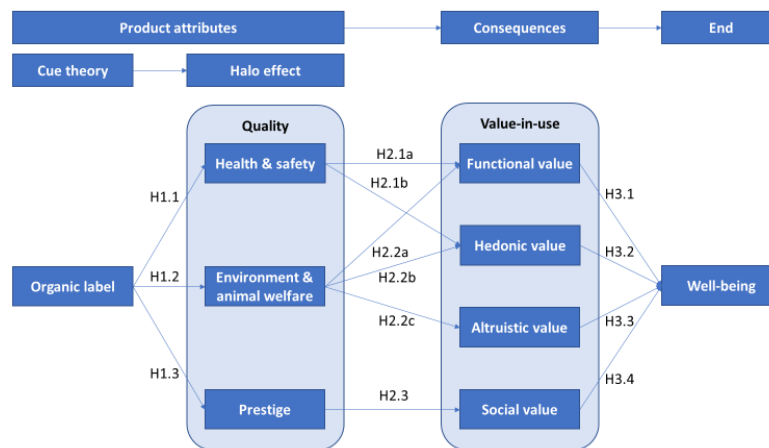 Product attributes
Consequences
End
Cue theory
Halo effect
Quality
Value-in-use
Health & safety
H2.1a
Functional value
H2.1b
H1.1
H3.1
H2.2a
Hedonic value
H3.2
Organic label
H1.2
Environment &
animal welfare
H2.2b
Well-being
H2.2c
Altruistic value
H3.3
H1.3
H3.4
Prestige
H2.3
Social value